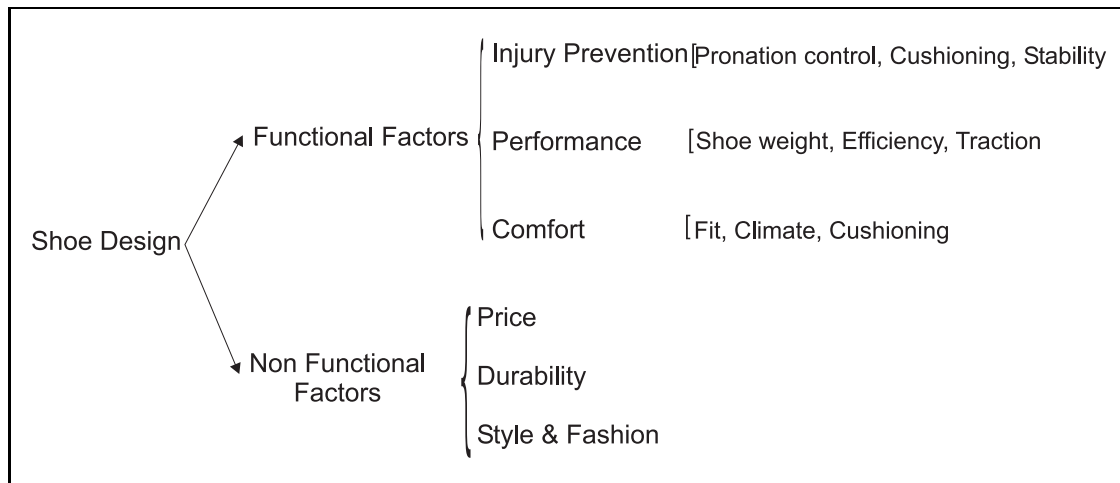 Injury Prevention [Pronation control, Cushioning, Stability
Functional Factors
Performance [Shoe weight, Efficiency, Traction
Comfort [Fit, Climate, Cushioning
Shoe Design
Price
Non Functional
Factors
Durability
Style & Fashion